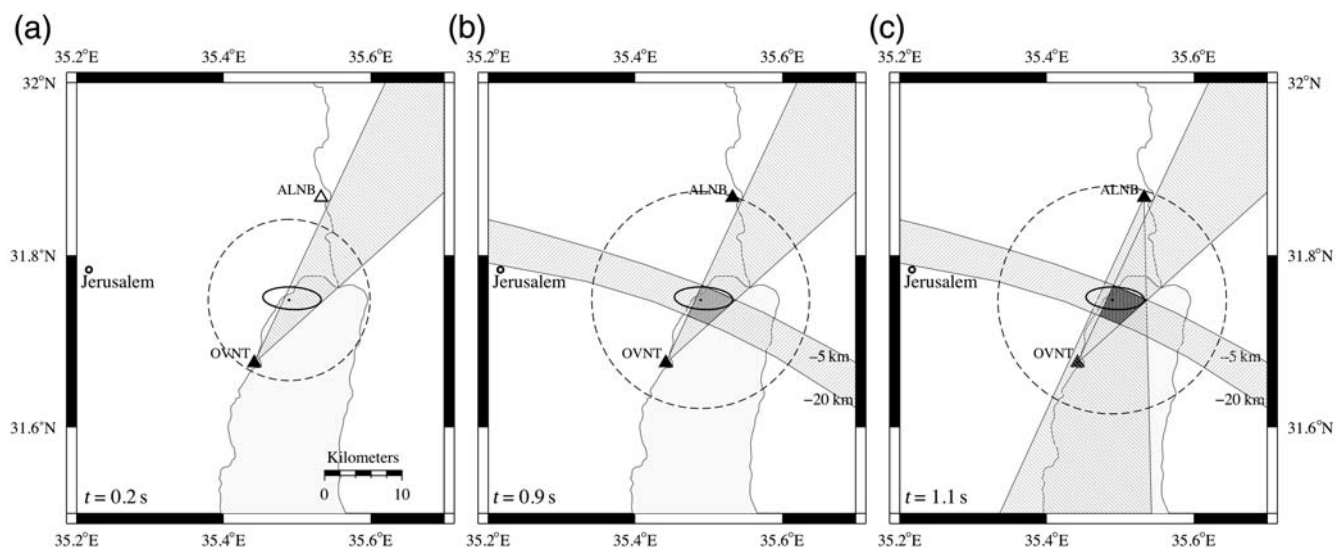 (a) (b) (c)
35.2°E 35.4°E 35.6°E 35.2°E 35.4°E 35.6°E 35.2°E 35.4°E 35.6°E
32°N
ALNB ALNB ALNB
31.8°N 31.8°N
Jerusalem Jerusalem Jerusalem
OVNT OVNT OVNT
–5 km –5 km
–20 km –20 km
31.6°N 31.6°N
Kilometers
0 10
t = 0.2 s t = 0.9 s t = 1.1 s
35.2°E 35.4°E 35.6°E 35.2°E 35.4°E 35.6°E 35.2°E 35.4°E 35.6°E